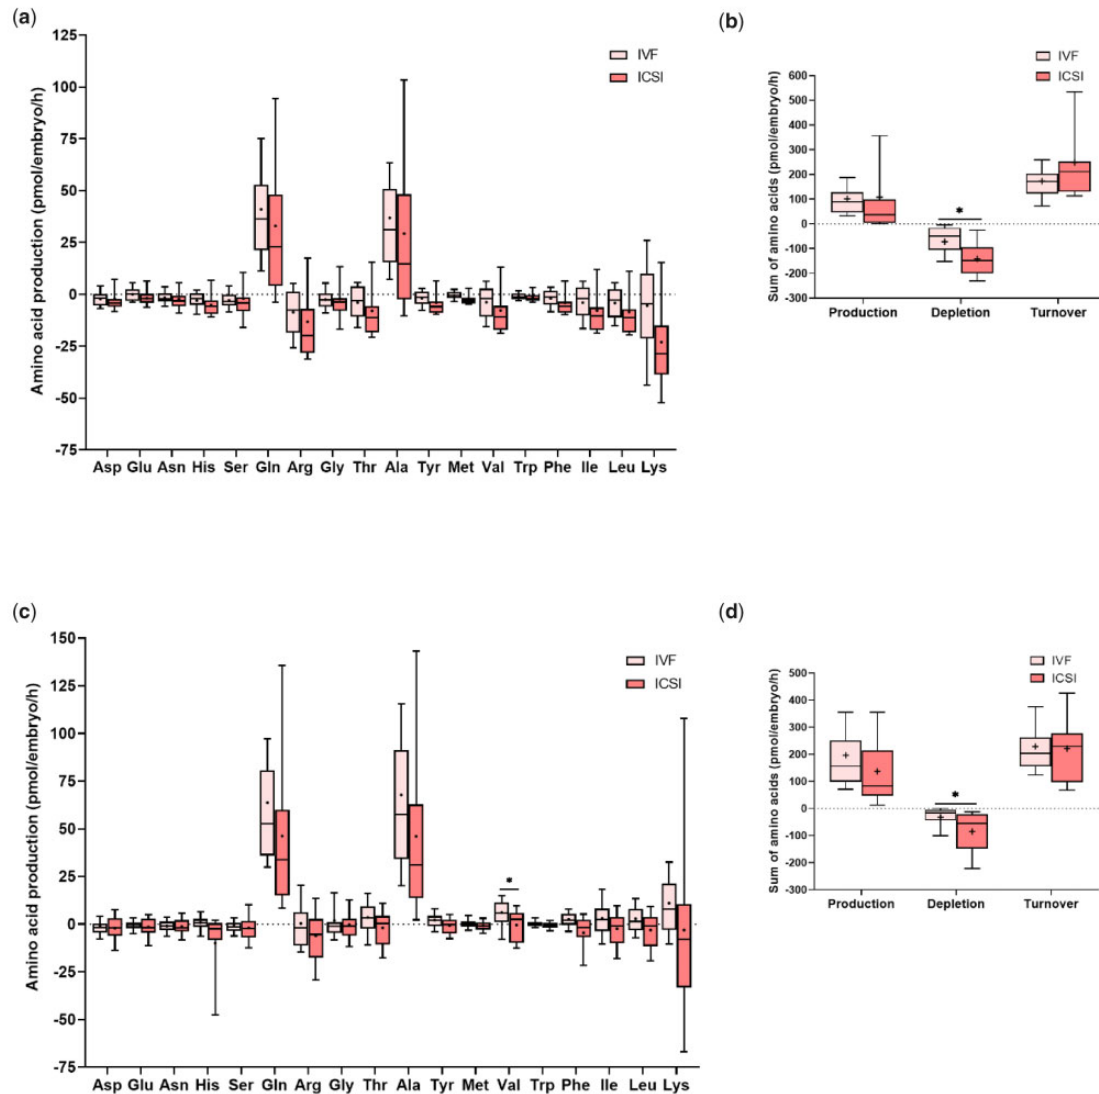 (a)
Amino acid production (pmol/embryo/h)
125
100
75
50
25
0
-25
-50
-75
IVF
ICSI
Asp Glu Asn His Ser Gln Arg Gly Thr Ala Tyr Met Val Trp Phe Ile Leu Lys
(b)
Sum of amino acids (pmol/embryo/h)
600
500
400
300
200
100
0
-100
-200
-300
IVF
ICSI
*
Production Depletion Turnover
(c)
Amino acid production (pmol/embryo/h)
150
125
100
75
50
25
0
-25
-50
-75
IVF
ICSI
*
Asp Glu Asn His Ser Gln Arg Gly Thr Ala Tyr Met Val Trp Phe Ile Leu Lys
(d)
Sum of amino acids (pmol/embryo/h)
500
400
300
200
100
0
-100
-200
-300
IVF
ICSI
*
Production Depletion Turnover